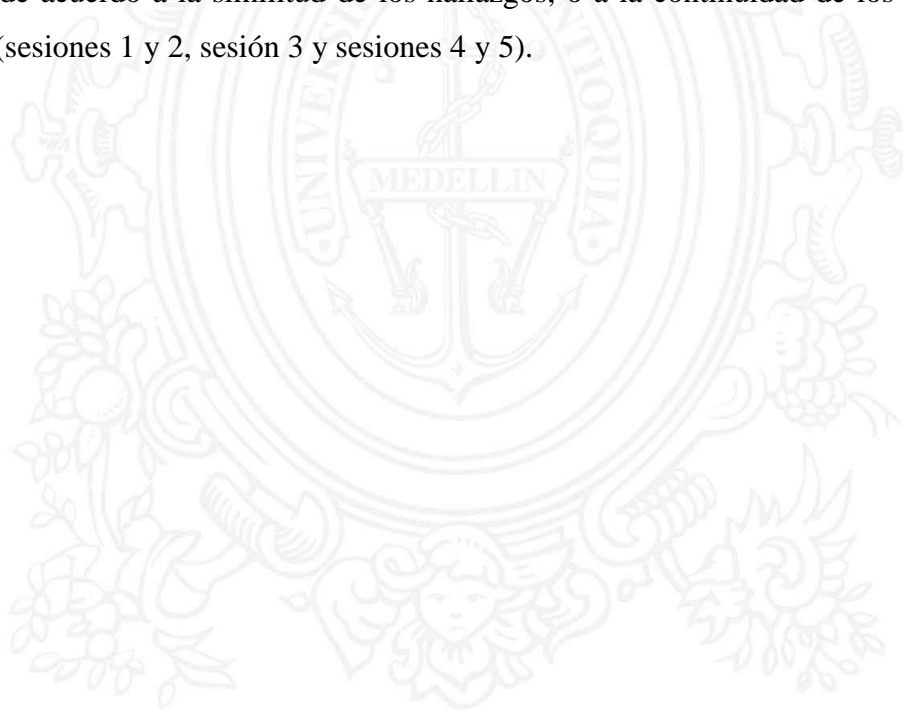 de acuerdo a la similitud de los hallazgos, o a la continuidad de los
(sesiones 1 y 2, sesión 3 y sesiones 4 y 5).
MEDELLIN